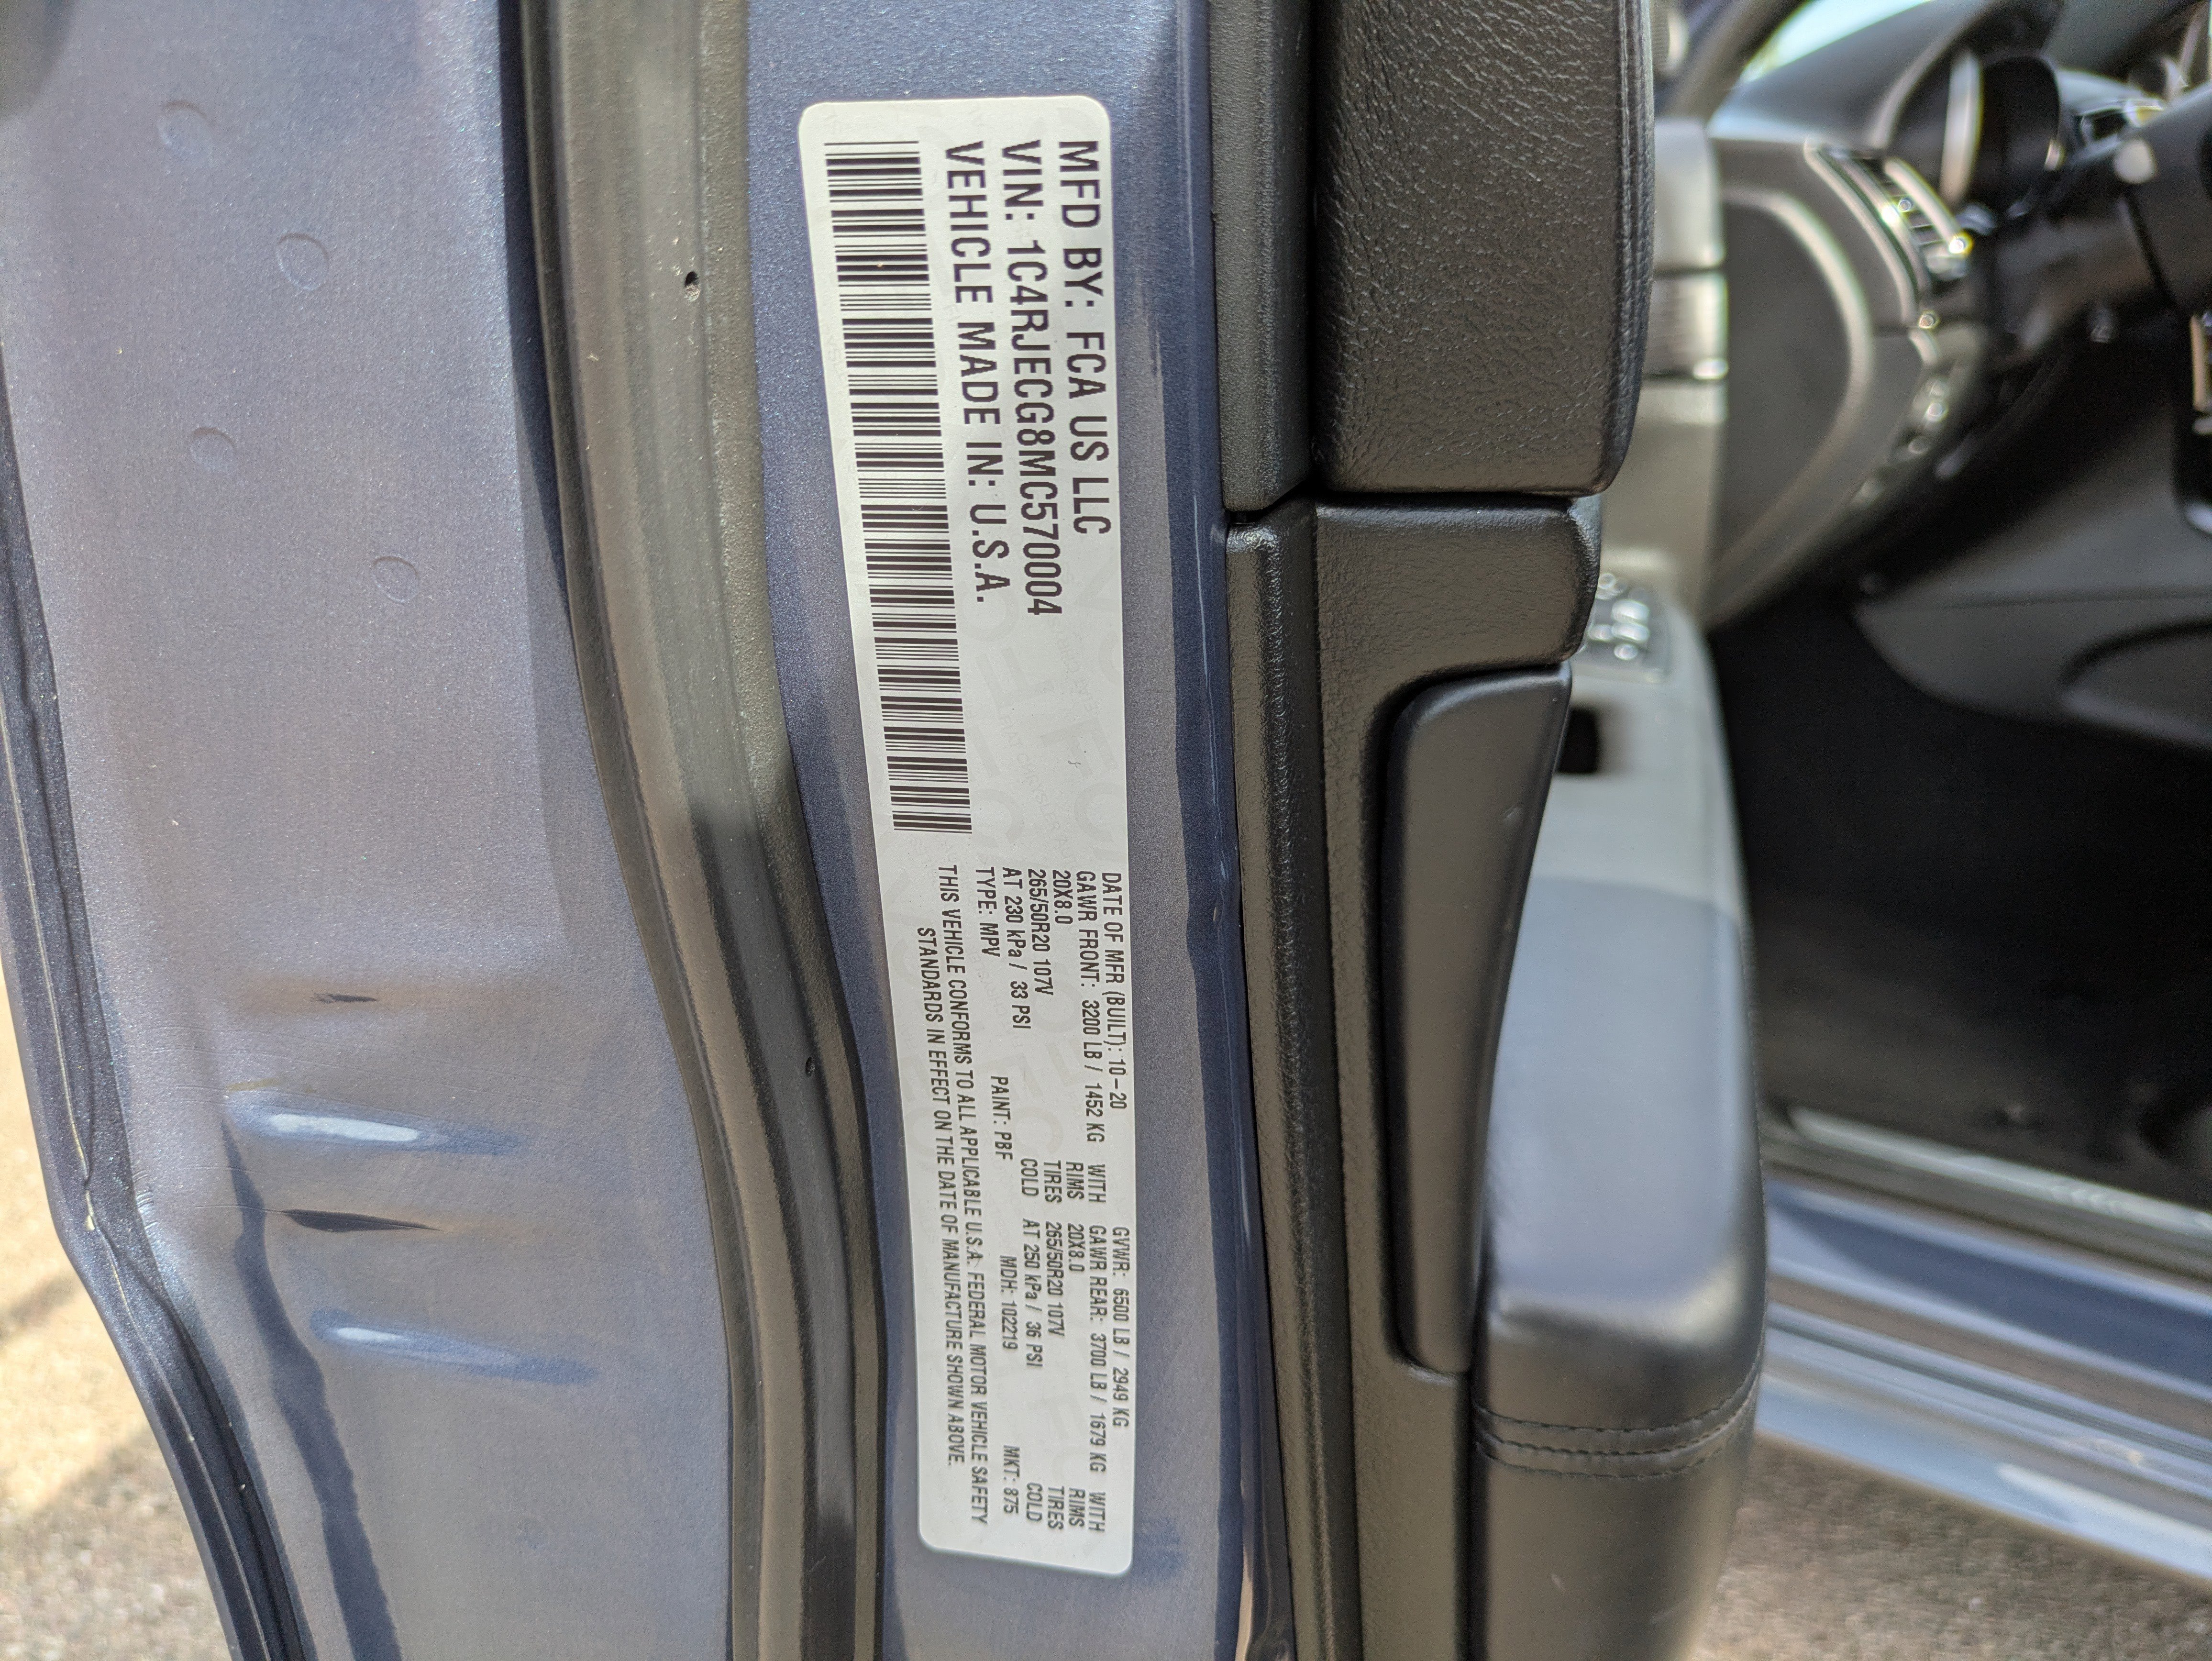 MFD BY: FCA US LLC
VIN: 1C4RJECG8MC570004
VEHICLE MADE IN: U.S.A.
DATE OF MFR (BUILT): 10-20 GVWR: 6500 LB / 2949 KG
GAWR FRONT: 3200 LB / 1452 KG WITH GAWR REAR: 3700 LB / 1679 KG WITH
20X8.0 RIMS 20X8.0 RIMS
265/50R20 107V TIRES 265/50R20 107V TIRES
AT 230 kPa / 33 PSI COLD AT 250 kPa / 36 PSI COLD
TYPE: MPV PAINT: PBF MDH: 102219 MKT: 875
THIS VEHICLE CONFORMS TO ALL APPLICABLE U.S.A. FEDERAL MOTOR VEHICLE SAFETY
STANDARDS IN EFFECT ON THE DATE OF MANUFACTURE SHOWN ABOVE.